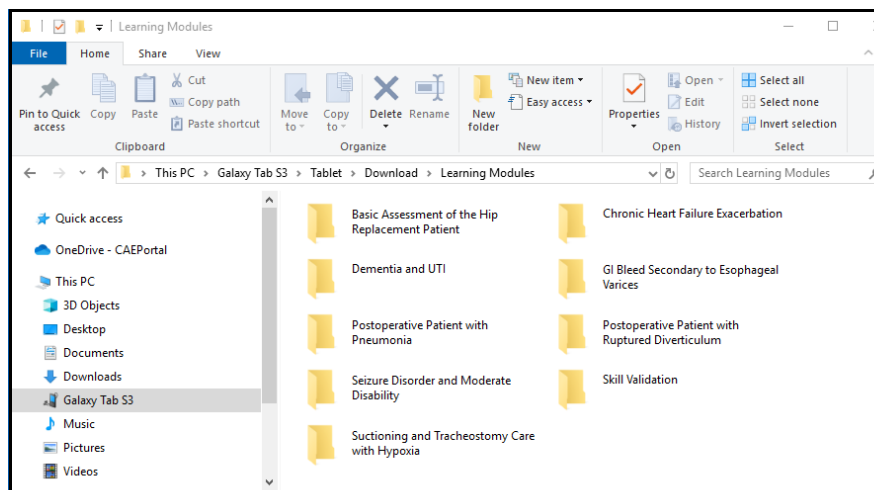 Learning Modules
File Home Share View
Pin to Quick access
Copy
Paste
Cut
Copy path
Paste shortcut
Clipboard
Move to
Copy to
Delete
Rename
Organize
New folder
New item
Easy access
New
Properties
Open
Edit
History
Open
Select all
Select none
Invert selection
Select
This PC > Galaxy Tab S3 > Tablet > Download > Learning Modules
Search Learning Modules
Quick access
OneDrive - CAEPortal
This PC
3D Objects
Desktop
Documents
Downloads
Galaxy Tab S3
Music
Pictures
Videos
Basic Assessment of the Hip
Replacement Patient
Chronic Heart Failure Exacerbation
Dementia and UTI
GI Bleed Secondary to Esophageal
Varices
Postoperative Patient with
Pneumonia
Postoperative Patient with
Ruptured Diverticulum
Seizure Disorder and Moderate
Disability
Skill Validation
Suctioning and Tracheostomy Care
with Hypoxia